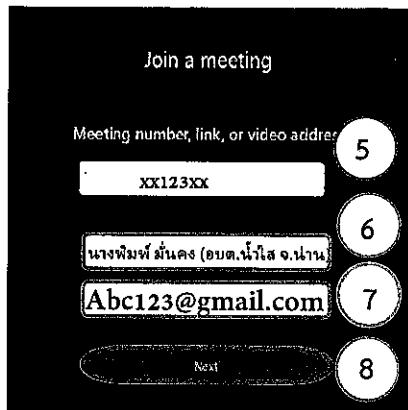 Join a meeting
Meeting number, link, or video addre
5
xx123xx
6
นางพิมพ์ มั่นคง (อบต.น้ำใส จ.น่าน)
Abc123@gmail.com
7
Next
8